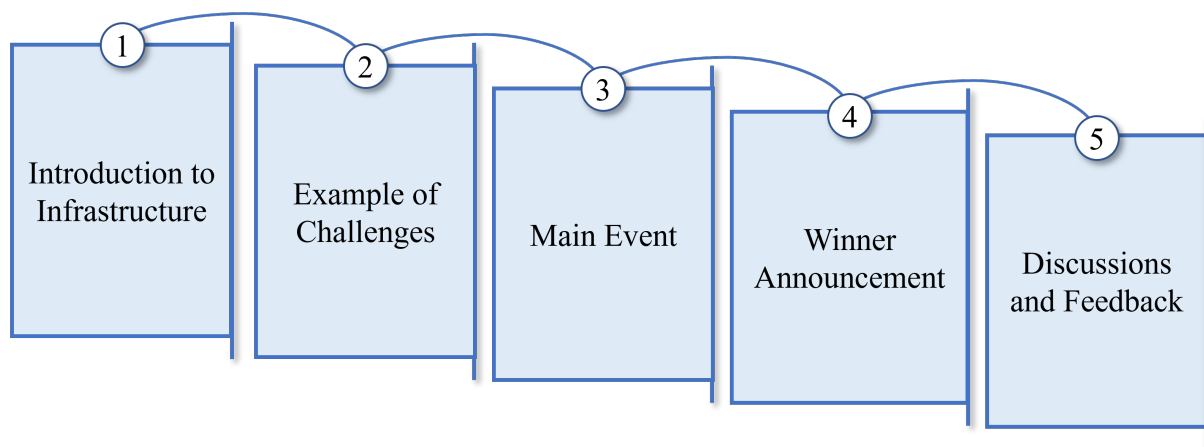 1
Introduction to
Infrastructure
2
Example of
Challenges
3
Main Event
4
Winner
Announcement
5
Discussions
and Feedback